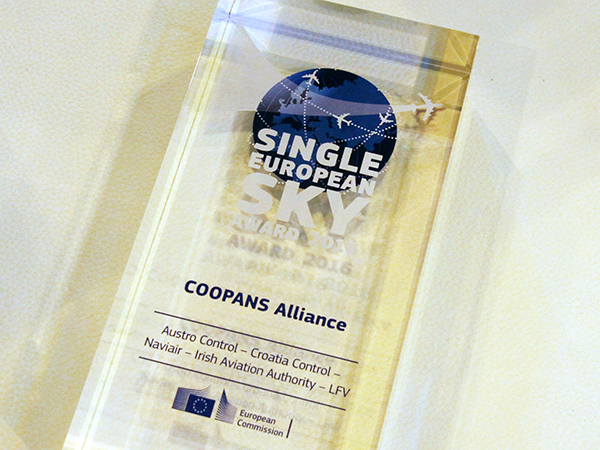 SINGLE
EUROPEAN
SKY
AWARD 2016
COOPANS Alliance
Austro Control – Croatia Control –
Naviair – Irish Aviation Authority – LFV
European
Commission